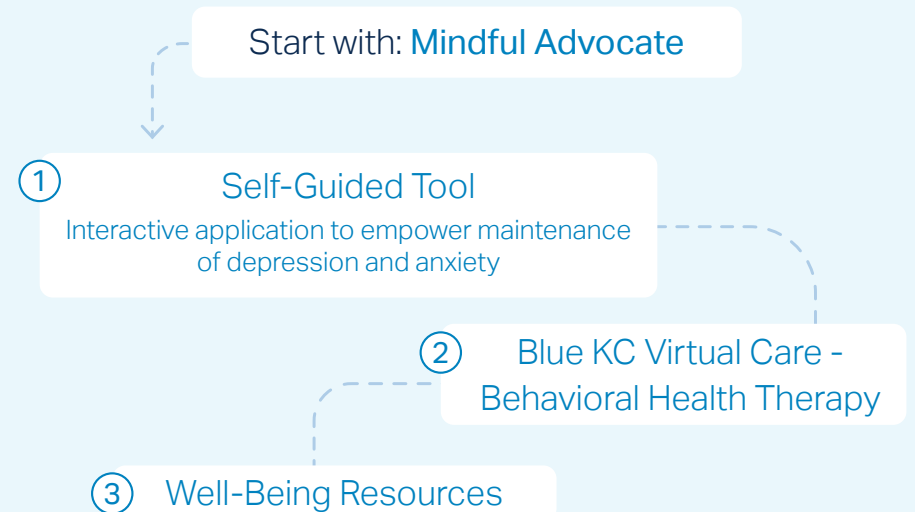 Start with: Mindful Advocate
1
Self-Guided Tool
Interactive application to empower maintenance
of depression and anxiety
2
Blue KC Virtual Care -
Behavioral Health Therapy
3
Well-Being Resources